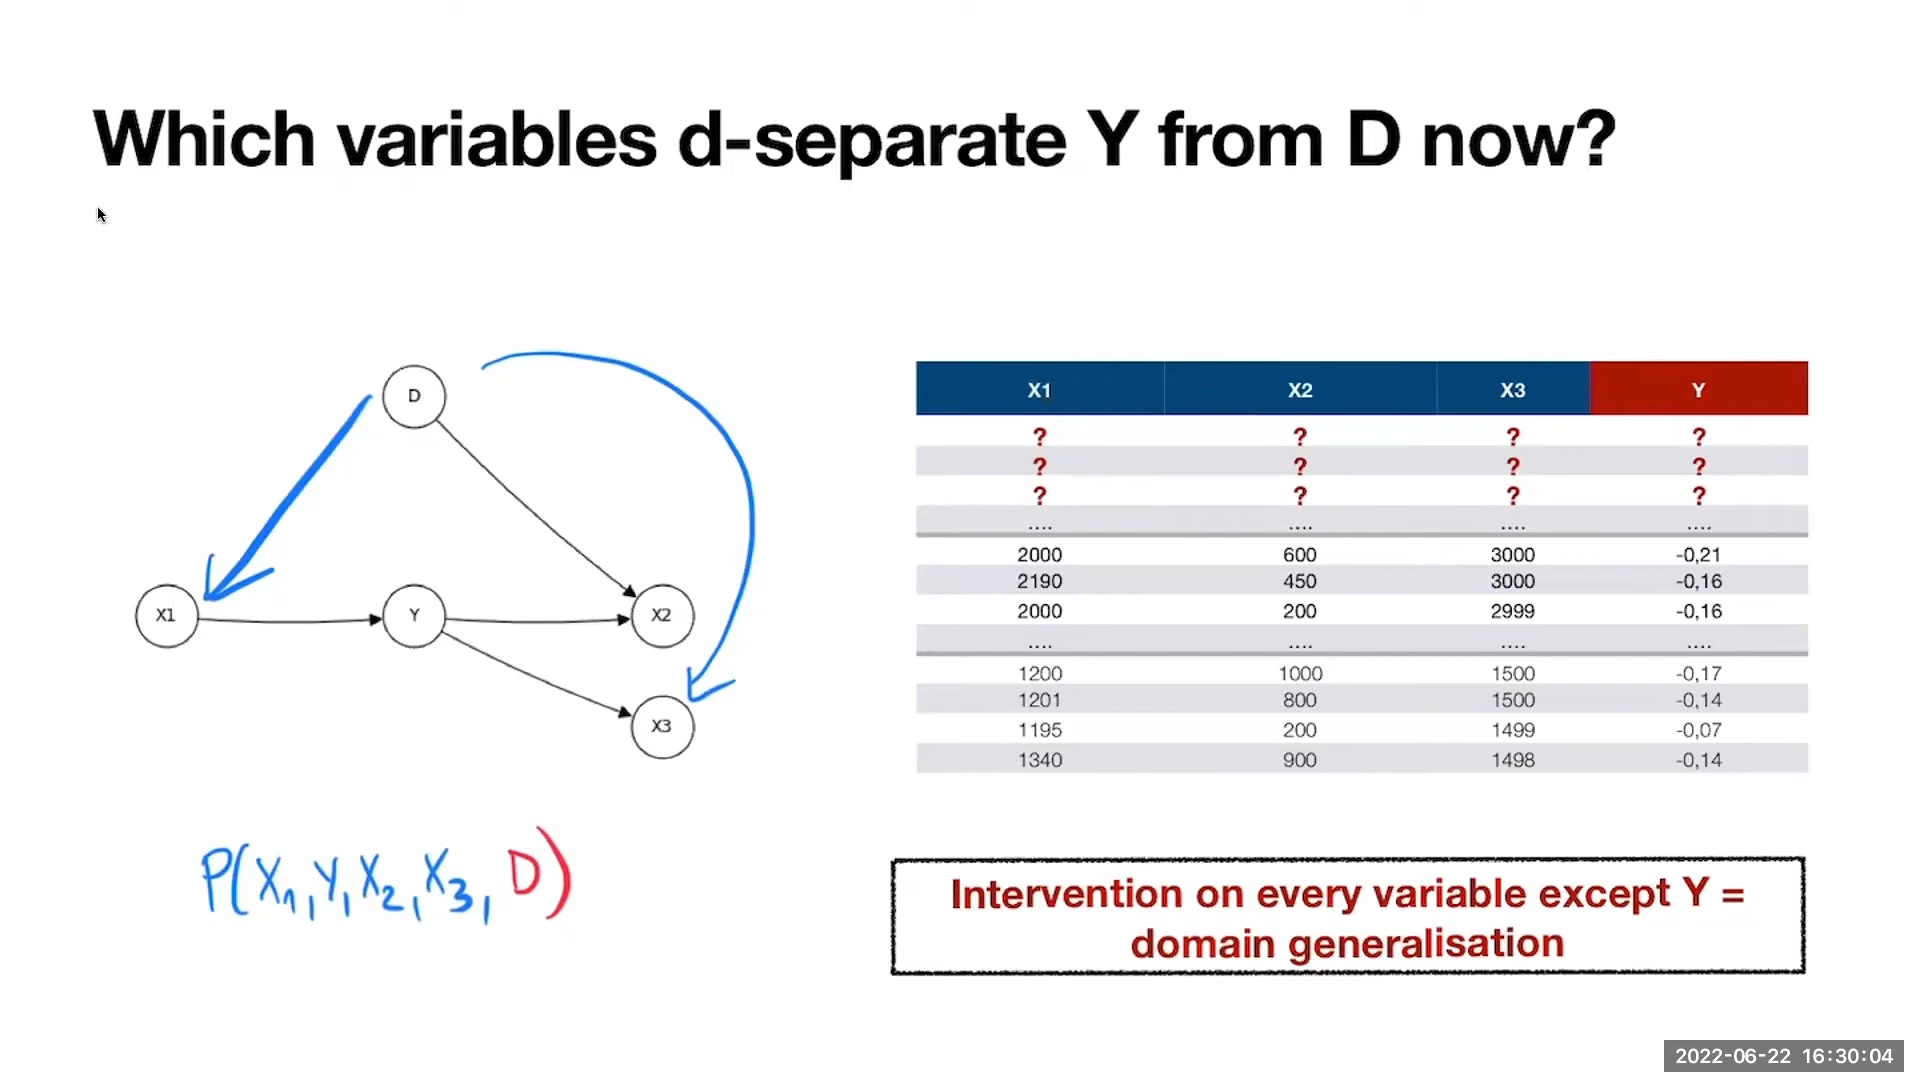 Which variables d-separate Y from D now?
D
X1
Y
X2
X3
P(X1,Y,X2,X3,D)
X1 X2 X3 Y
? ? ? ?
? ? ? ?
? ? ? ?
.... .... .... ....
2000 600 3000 -0,21
2190 450 3000 -0,16
2000 200 2999 -0,16
.... .... .... ....
1200 1000 1500 -0,17
1201 800 1500 -0,14
1195 200 1499 -0,07
1340 900 1498 -0,14
Intervention on every variable except Y =
domain generalisation
2022-06-22 16:30:04